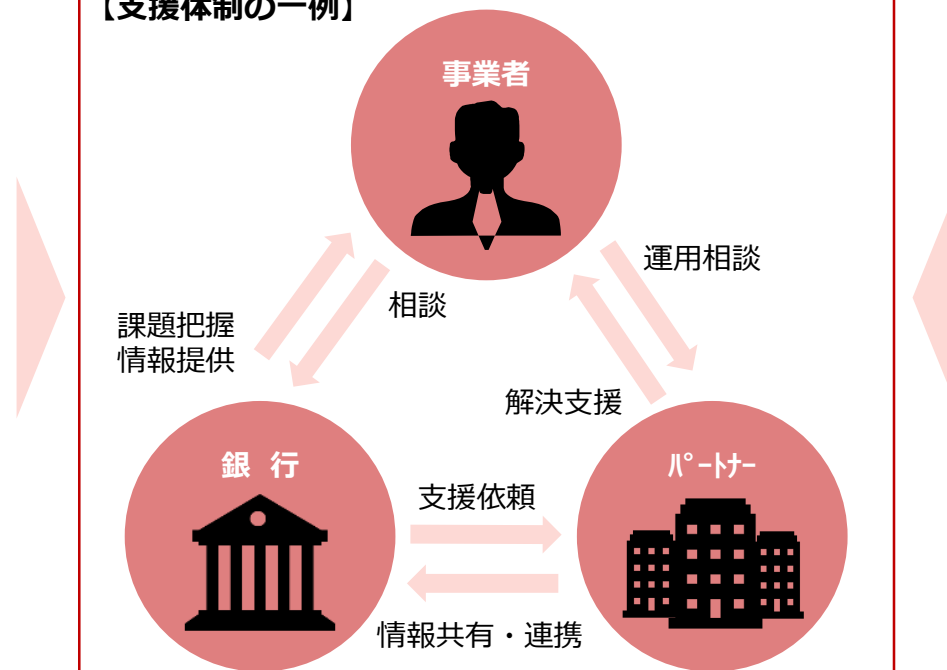 【支援体制の一例】
事業者
運用相談
相談
課題把握
情報提供
解決支援
銀 行
ﾊﾟｰﾄﾅｰ
支援依頼
情報共有・連携